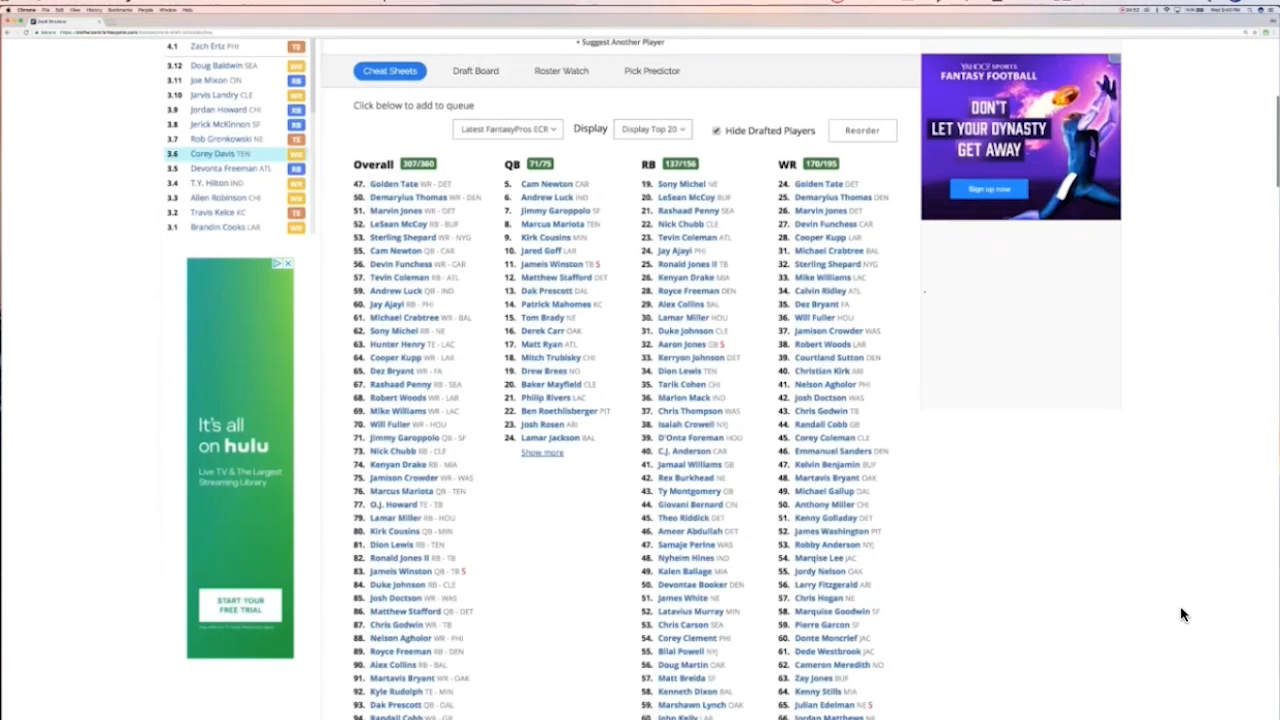 Chrome File Edit View History Bookmarks People Window Help
4.1 Zach Ertz PHI TE
3.12 Doug Baldwin SEA WR
3.11 Joe Mixon CIN RB
3.10 Jarvis Landry CLE WR
3.9 Jordan Howard CHI RB
3.8 Jerick McKinnon SF RB
3.7 Rob Gronkowski NE TE
3.6 Corey Davis TEN WR
3.5 Devonta Freeman ATL RB
3.4 T.Y. Hilton IND WR
3.3 Allen Robinson CHI WR
3.2 Travis Kelce KC TE
3.1 Brandin Cooks LAR WR
It's all
on hulu
Live TV & The Largest
Streaming Library
START YOUR
FREE TRIAL
+ Suggest Another Player
Cheat Sheets Draft Board Roster Watch Pick Predictor
Click below to add to queue
Latest FantasyPros ECR Display Display Top 20 Hide Drafted Players Reorder
Overall 307/360
47. Golden Tate WR - DET
50. Demaryius Thomas WR - DEN
51. Marvin Jones WR - DET
52. LeSean McCoy RB - BUF
53. Sterling Shepard WR - NYG
55. Cam Newton QB - CAR
56. Devin Funchess WR - CAR
57. Tevin Coleman RB - ATL
59. Andrew Luck QB - IND
60. Jay Ajayi RB - PHI
61. Michael Crabtree WR - BAL
62. Sony Michel RB - NE
63. Hunter Henry TE - LAC
64. Cooper Kupp WR - LAR
65. Dez Bryant WR - FA
67. Rashaad Penny RB - SEA
68. Robert Woods WR - LAR
69. Mike Williams WR - LAC
70. Will Fuller WR - HOU
71. Jimmy Garoppolo QB - SF
73. Nick Chubb RB - CLE
74. Kenyan Drake RB - MIA
75. Jamison Crowder WR - WAS
76. Marcus Mariota QB - TEN
77. O.J. Howard TE - TB
79. Lamar Miller RB - HOU
80. Kirk Cousins QB - MIN
81. Dion Lewis RB - TEN
82. Ronald Jones II RB - TB
83. Jameis Winston QB - TB S
84. Duke Johnson RB - CLE
85. Josh Doctson WR - WAS
86. Matthew Stafford QB - DET
87. Chris Godwin WR - TB
88. Nelson Agholor WR - PHI
89. Royce Freeman RB - DEN
90. Alex Collins RB - BAL
91. Martavis Bryant WR - OAK
92. Kyle Rudolph TE - MIN
93. Dak Prescott QB - DAL
94. Randall Cobb WR - GB
QB 71/75
5. Cam Newton CAR
6. Andrew Luck IND
7. Jimmy Garoppolo SF
8. Marcus Mariota TEN
9. Kirk Cousins MIN
10. Jared Goff LAR
11. Jameis Winston TB S
12. Matthew Stafford DET
13. Dak Prescott DAL
14. Patrick Mahomes KC
15. Tom Brady NE
16. Derek Carr OAK
17. Matt Ryan ATL
18. Mitch Trubisky CHI
19. Drew Brees NO
20. Baker Mayfield CLE
21. Philip Rivers LAC
22. Ben Roethlisberger PIT
23. Josh Rosen ARI
24. Lamar Jackson BAL
Show more
RB 137/156
19. Sony Michel NE
20. LeSean McCoy BUF
21. Rashaad Penny SEA
22. Nick Chubb CLE
23. Tevin Coleman ATL
24. Jay Ajayi PHI
25. Ronald Jones II TB
26. Kenyan Drake MIA
28. Royce Freeman DEN
29. Alex Collins BAL
30. Lamar Miller HOU
31. Duke Johnson CLE
32. Aaron Jones GB S
33. Kerryon Johnson DET
34. Dion Lewis TEN
35. Tarik Cohen CHI
36. Marlon Mack IND
37. Chris Thompson WAS
38. Isaiah Crowell NYJ
39. D'Onta Foreman HOU
40. C.J. Anderson CAR
41. Jamaal Williams GB
42. Rex Burkhead NE
43. Ty Montgomery GB
44. Giovani Bernard CIN
45. Theo Riddick DET
46. Ameer Abdullah DET
47. Samaje Perine WAS
48. Nyheim Hines IND
49. Kalen Ballage MIA
50. Devontae Booker DEN
51. James White NE
52. Latavius Murray MIN
53. Chris Carson SEA
54. Corey Clement PHI
55. Bilal Powell NYJ
56. Doug Martin OAK
57. Matt Breida SF
58. Kenneth Dixon BAL
59. Marshawn Lynch OAK
60. John Kelly LAR
WR 170/195
24. Golden Tate DET
25. Demaryius Thomas DEN
26. Marvin Jones DET
27. Devin Funchess CAR
28. Cooper Kupp LAR
31. Michael Crabtree BAL
32. Sterling Shepard NYG
33. Mike Williams LAC
34. Calvin Ridley ATL
35. Dez Bryant FA
36. Will Fuller HOU
37. Jamison Crowder WAS
38. Robert Woods LAR
39. Courtland Sutton DEN
40. Christian Kirk ARI
41. Nelson Agholor PHI
42. Josh Doctson WAS
43. Chris Godwin TB
44. Randall Cobb GB
45. Corey Coleman CLE
46. Emmanuel Sanders DEN
47. Kelvin Benjamin BUF
48. Martavis Bryant OAK
49. Michael Gallup DAL
50. Anthony Miller CHI
51. Kenny Golladay DET
52. James Washington PIT
53. Robby Anderson NYJ
54. Marqise Lee JAC
55. Jordy Nelson OAK
56. Larry Fitzgerald ARI
57. Chris Hogan NE
58. Marquise Goodwin SF
59. Pierre Garcon SF
60. Donte Moncrief JAC
61. Dede Westbrook JAC
62. Cameron Meredith NO
63. Zay Jones BUF
64. Kenny Stills MIA
65. Julian Edelman NE S
66. Jordan Matthews NE
YAHOO! SPORTS
FANTASY FOOTBALL
DON'T
LET YOUR DYNASTY
GET AWAY
Sign up now